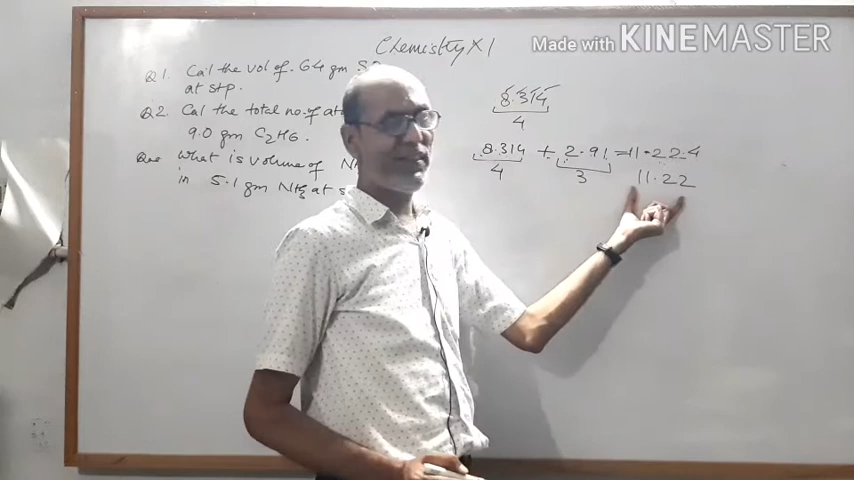 Made with KINEMASTER
Chemistry XI
Q1. Cal the vol of. 64 gm S
at stp.
Q2 Cal the total no. of at
9.0 gm C2H6.
Que What is volume of N
in 5.1 gm NH3 at s
8.314
4
8.314 + 2.91 = 11.224
4 3 11.22